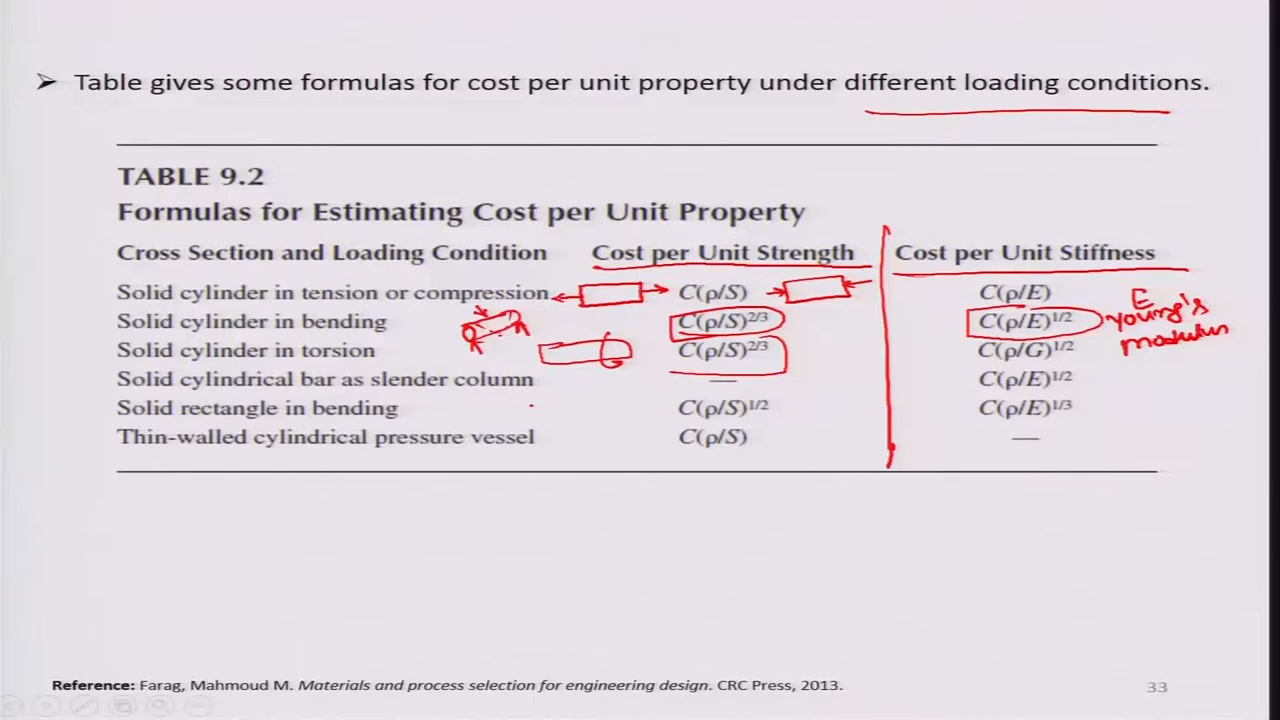 ➤ Table gives some formulas for cost per unit property under different loading conditions.
TABLE 9.2
Formulas for Estimating Cost per Unit Property
Cross Section and Loading Condition Cost per Unit Strength Cost per Unit Stiffness
Solid cylinder in tension or compression C(ρ/S) C(ρ/E)
Solid cylinder in bending C(ρ/S)^2/3 C(ρ/E)^1/2
Solid cylinder in torsion C(ρ/S)^2/3 C(ρ/G)^1/2
Solid cylindrical bar as slender column — C(ρ/E)^1/2
Solid rectangle in bending C(ρ/S)^1/2 C(ρ/E)^1/3
Thin-walled cylindrical pressure vessel C(ρ/S) —
E
young's
modulus
Reference: Farag, Mahmoud M. Materials and process selection for engineering design. CRC Press, 2013.
33